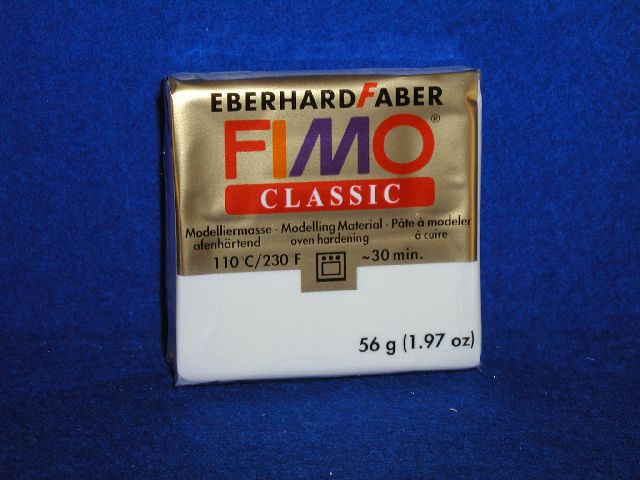 EBERHARDFABER
FIMO®
CLASSIC
Modelliermasse · Modelling Material · Pâte à modeler
ofenhärtend oven hardening à cuire
110°C/230°F ~30 min.
56 g (1.97 oz)